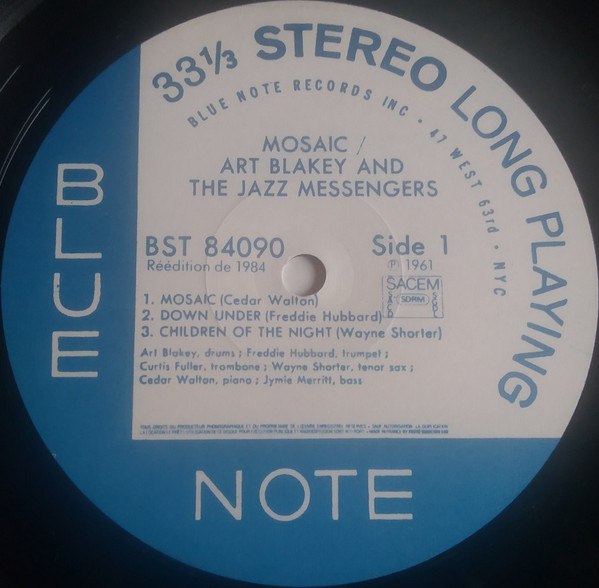 33⅓ STEREO LONG PLAYING
BLUE NOTE RECORDS INC · 47 WEST 63rd · NYC
MOSAIC /
ART BLAKEY AND
THE JAZZ MESSENGERS
BST 84090 Side 1
Réédition de 1984 ℗ 1961
SACEM
SDRM
1. MOSAIC (Cedar Walton)
2. DOWN UNDER (Freddie Hubbard)
3. CHILDREN OF THE NIGHT (Wayne Shorter)
Art Blakey, drums ; Freddie Hubbard, trumpet ;
Curtis Fuller, trombone ; Wayne Shorter, tenor sax ;
Cedar Walton, piano ; Jymie Merritt, bass
BLUE
NOTE